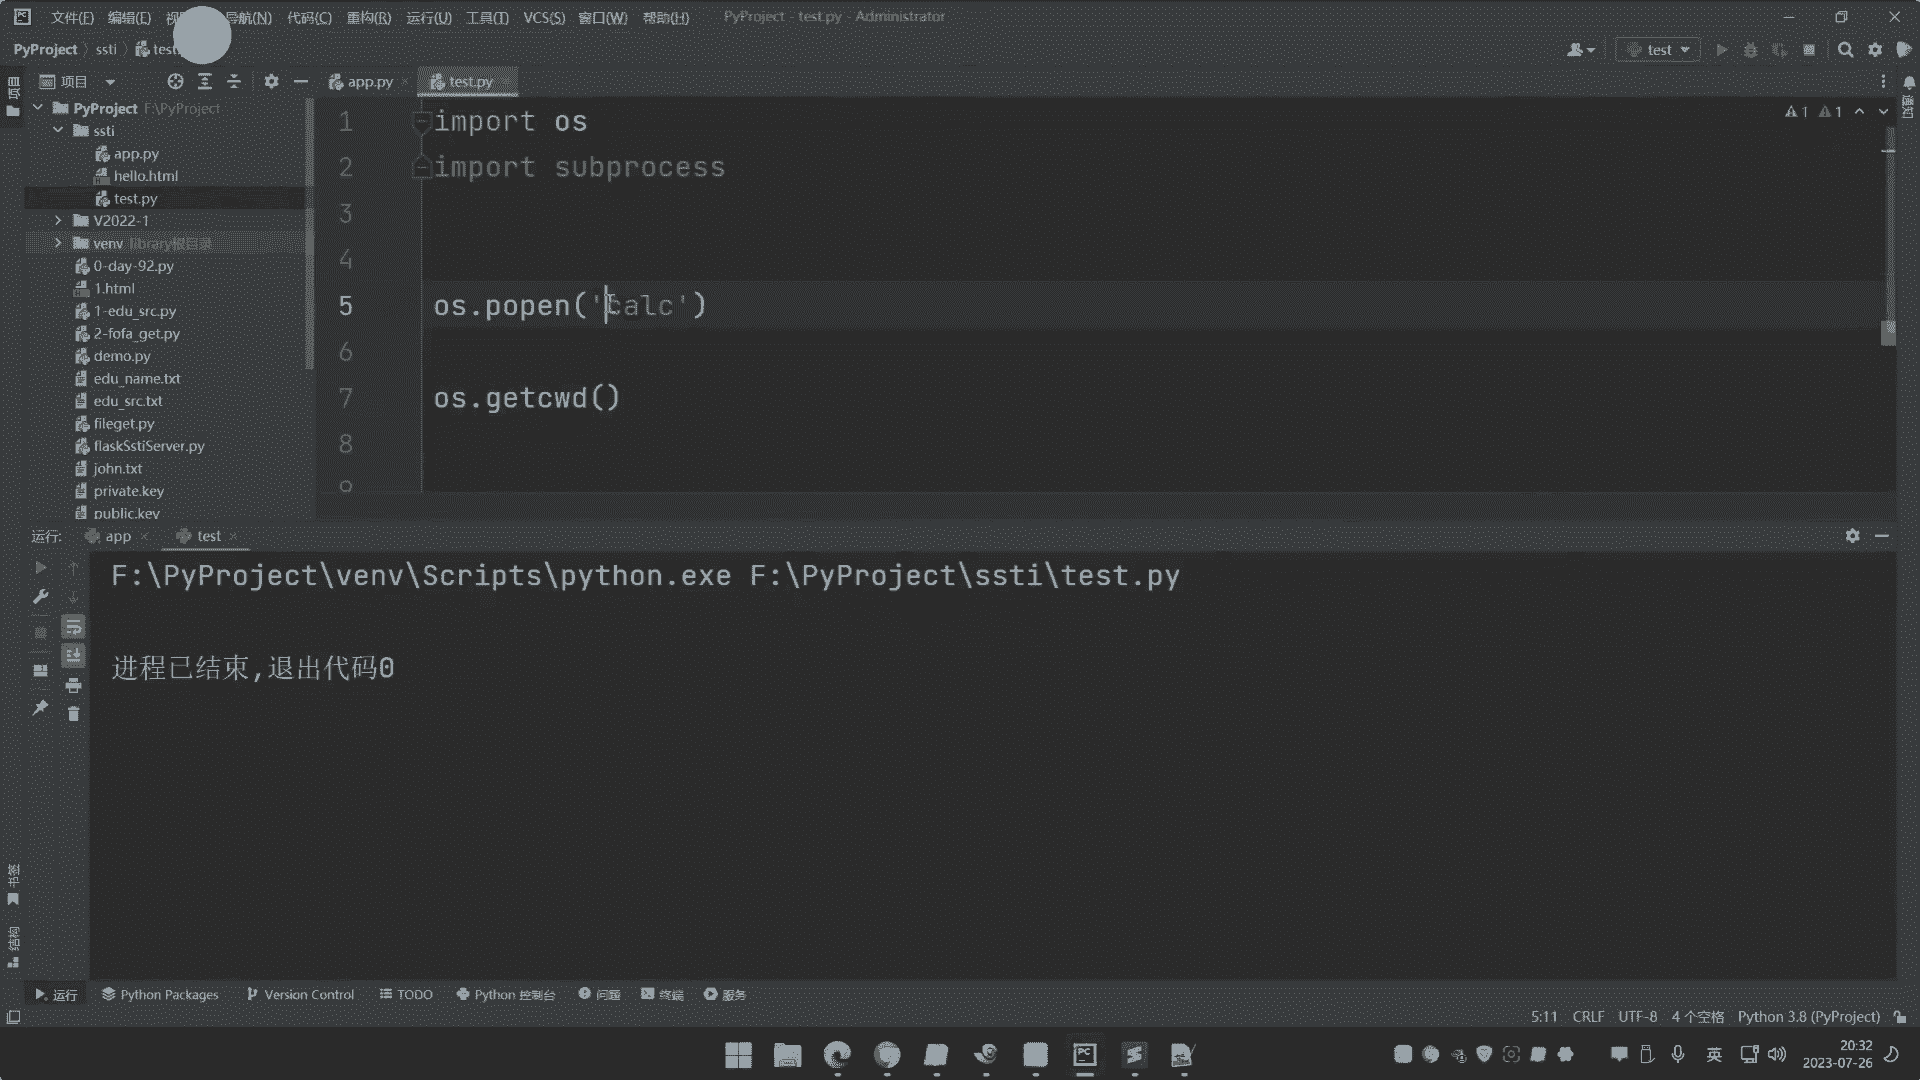 文件(F) 编辑(E) 导航(N) 代码(C) 重构(R) 运行(U) 工具(T) VCS(S) 窗口(W) 帮助(H) PyProject - test.py - Administrator
PyProject ssti test
test
项目
app.py
test.py
PyProject F:\PyProject
ssti
app.py
hello.html
test.py
V2022-1
venv library根目录
0-day-92.py
1.html
1-edu_src.py
2-fofa_get.py
demo.py
edu_name.txt
edu_src.txt
fileget.py
flaskSstiServer.py
john.txt
private.key
public.key
1 import os
2 import subprocess
3
4
5 os.popen('calc')
6
7 os.getcwd()
8
9
1 1
项目
通知
运行: app test
F:\PyProject\venv\Scripts\python.exe F:\PyProject\ssti\test.py
进程已结束,退出代码0
书签
结构
运行 Python Packages Version Control TODO Python 控制台 问题 终端 服务
5:11 CRLF UTF-8 4 个空格 Python 3.8 (PyProject)
英
20:32
2023-07-26